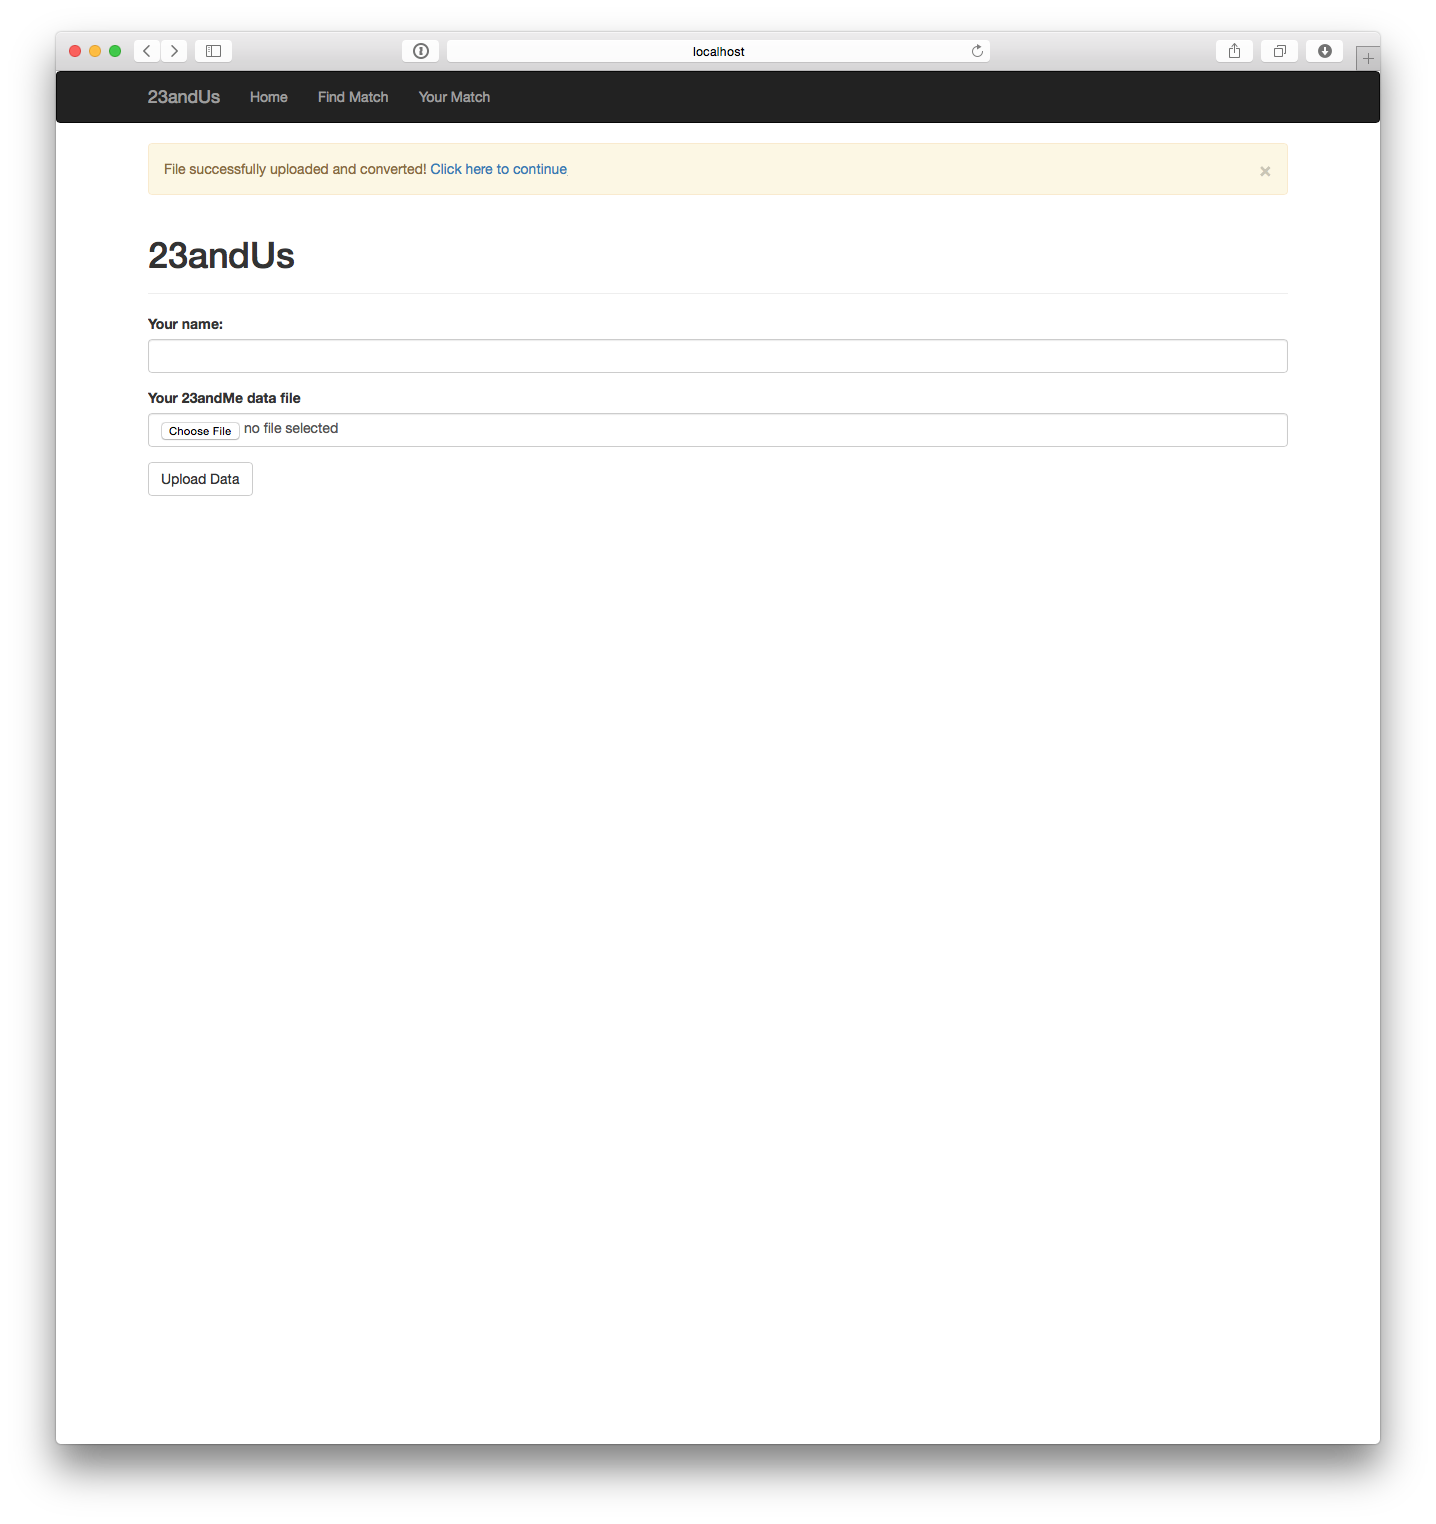 localhost
23andUs Home Find Match Your Match
File successfully uploaded and converted! Click here to continue ×
23andUs
Your name:
Your 23andMe data file
Choose File no file selected
Upload Data